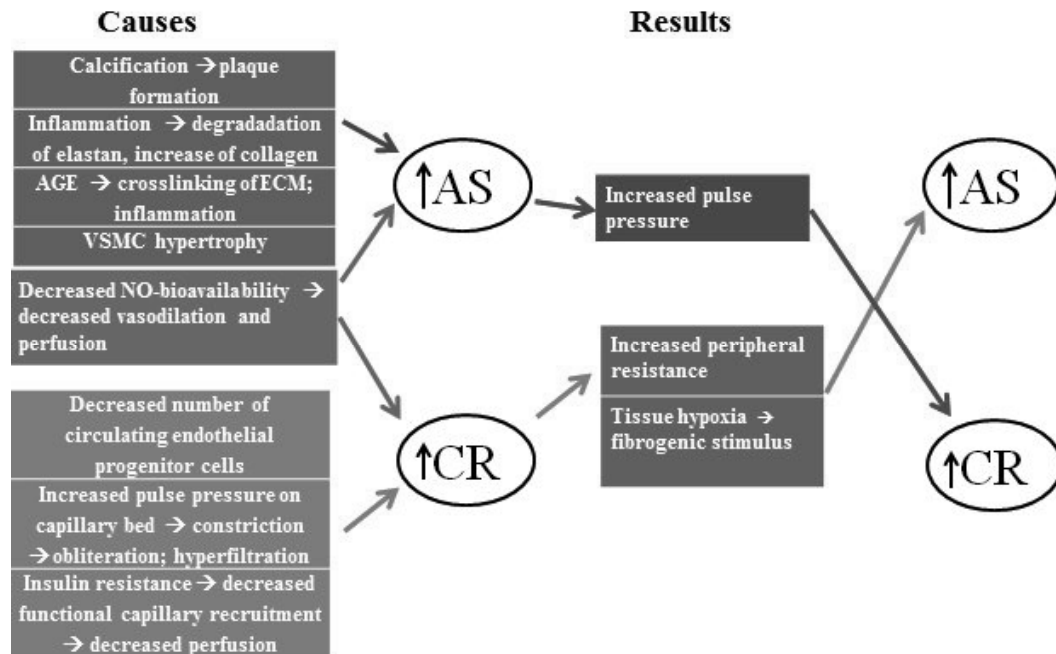 Causes
Results
Calcification → plaque
formation
Inflammation → degradadation
of elastan, increase of collagen
AGE → crosslinking of ECM;
inflammation
VSMC hypertrophy
Decreased NO-bioavailability →
decreased vasodilation and
perfusion
Decreased number of
circulating endothelial
progenitor cells
Increased pulse pressure on
capillary bed → constriction
→ obliteration; hyperfiltration
Insulin resistance → decreased
functional capillary recruitment
→ decreased perfusion
↑AS
↑CR
Increased pulse
pressure
Increased peripheral
resistance
Tissue hypoxia →
fibrogenic stimulus
↑AS
↑CR